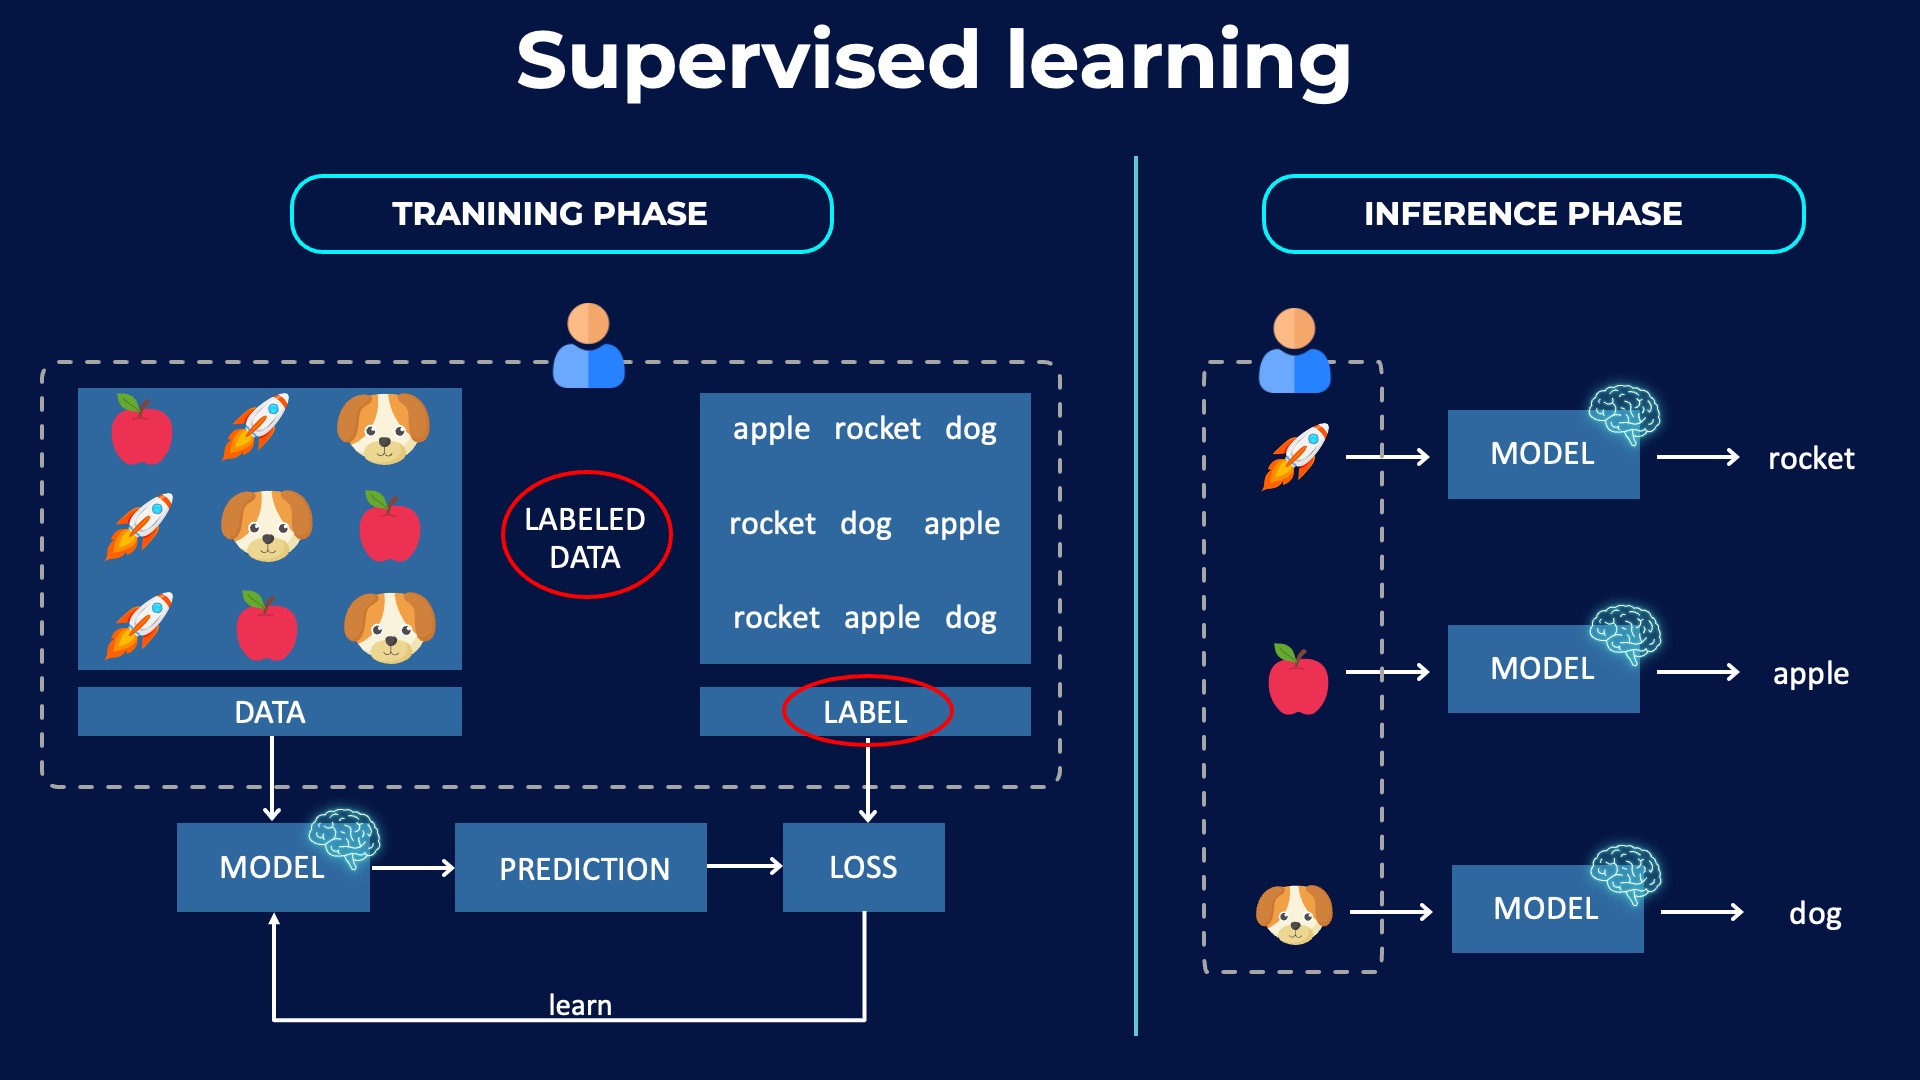 Supervised learning
TRANINING PHASE
LABELED
DATA
apple rocket dog
rocket dog apple
rocket apple dog
DATA
LABEL
MODEL
PREDICTION
LOSS
learn
INFERENCE PHASE
MODEL
rocket
MODEL
apple
MODEL
dog